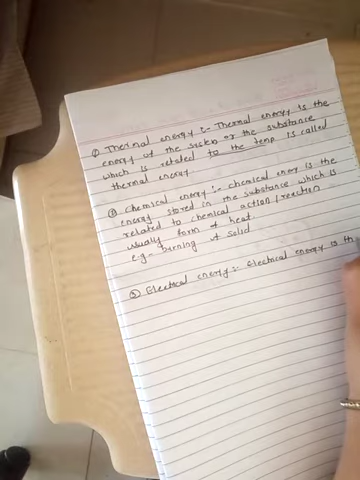 ① Thermal energy :- Thermal energy is the
energy of the system or the substance
which is related to the temp is called
thermal energy.
② Chemical energy :- chemical enery is the
energy stored in the substance which is
related to chemical action/reaction
usually form of heat.
e.g- burning of solid
③ Electrical energy :- Electrical energy is th